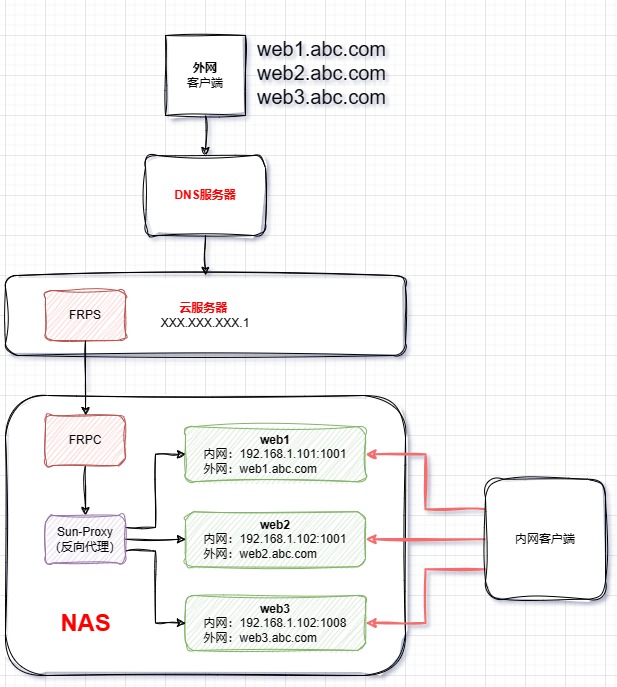 外网
客户端
web1.abc.com
web2.abc.com
web3.abc.com
DNS服务器
FRPS
云服务器
XXX.XXX.XXX.1
FRPC
web1
内网：192.168.1.101:1001
外网：web1.abc.com
Sun-Proxy
(反向代理)
web2
内网：192.168.1.102:1001
外网：web2.abc.com
内网客户端
web3
内网：192.168.1.102:1008
外网：web3.abc.com
NAS